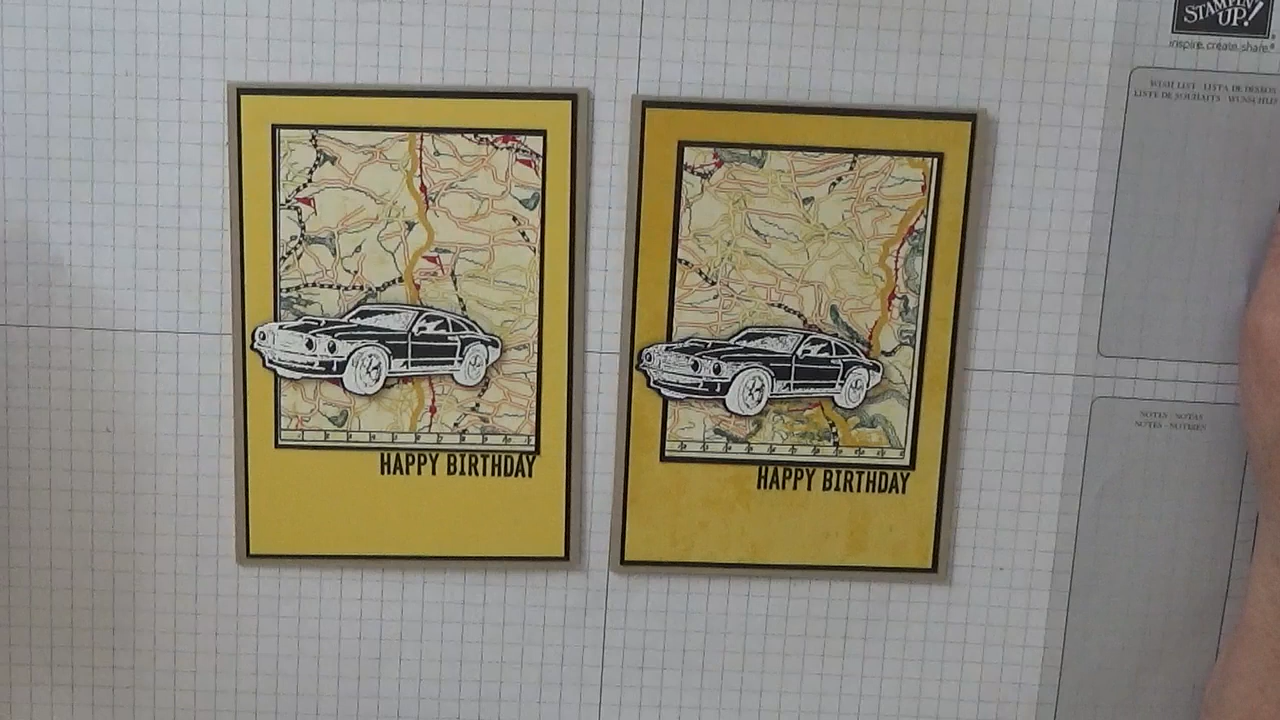 STAMPIN'
UP!
inspire. create. share.®
WISH LIST · LISTA DE DESEOS
LISTE DE SOUHAITS ·
NOTES · NOTAS
NOTES · NOTIZEN
HAPPY BIRTHDAY
HAPPY BIRTHDAY